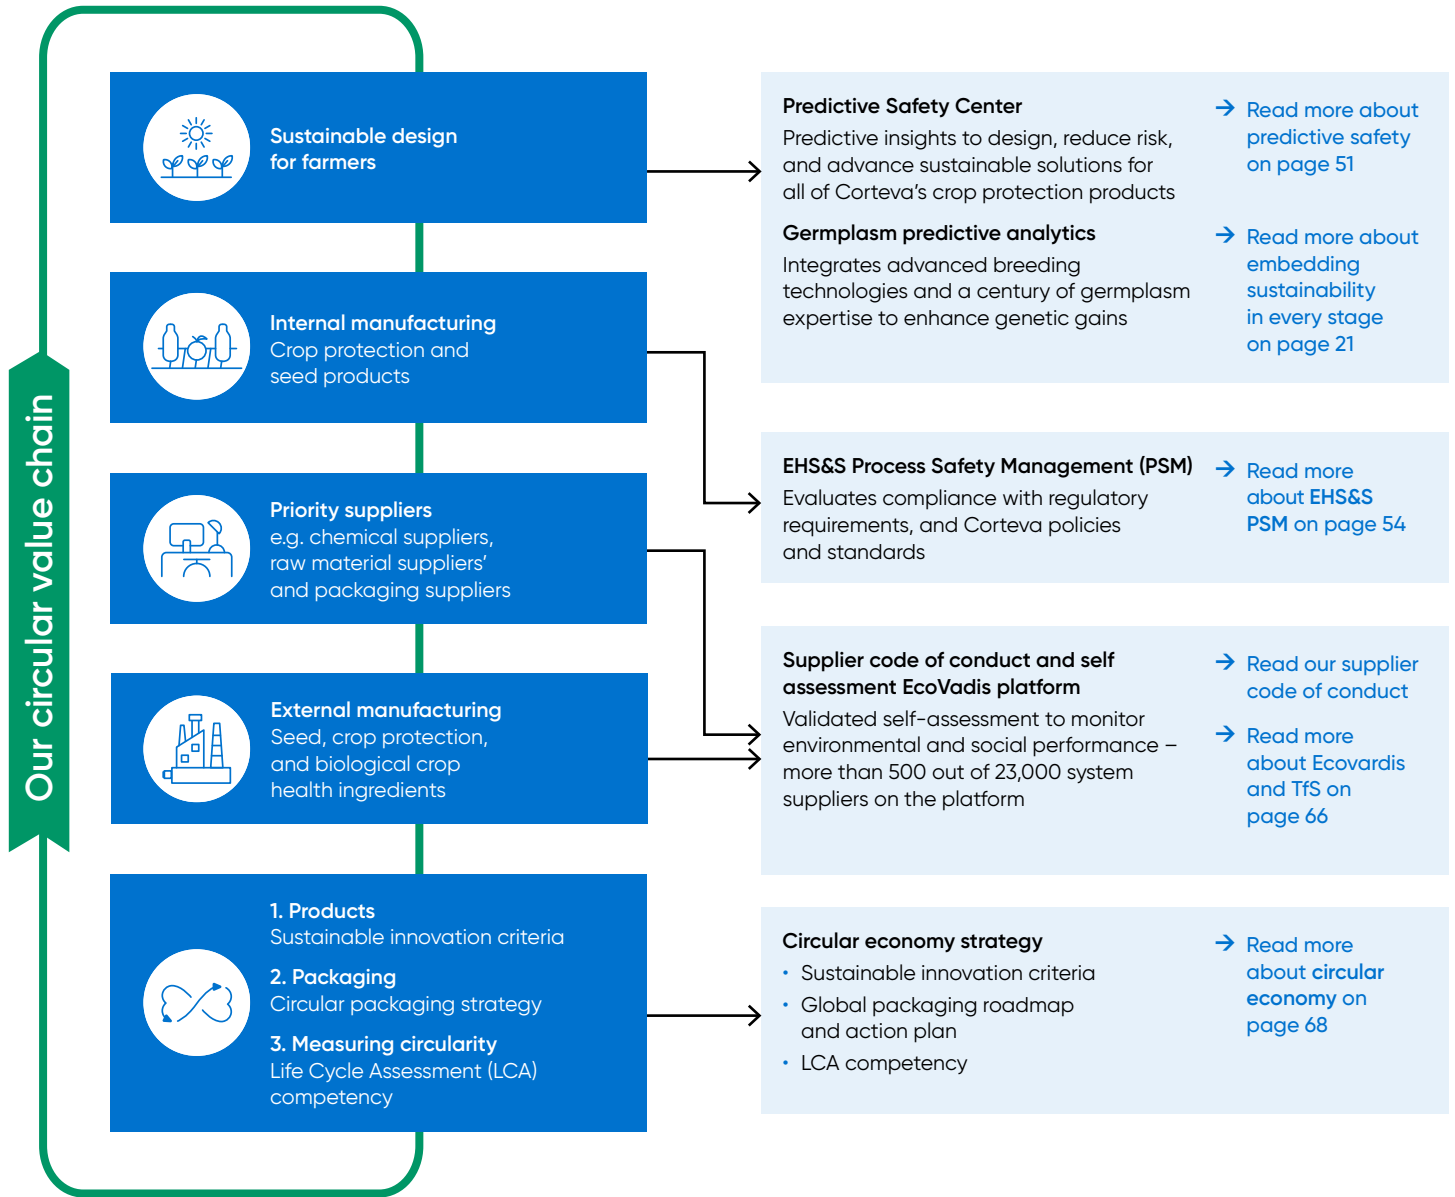 Our circular value chain
Sustainable design
for farmers
Internal manufacturing
Crop protection and
seed products
Priority suppliers
e.g. chemical suppliers,
raw material suppliers’
and packaging suppliers
External manufacturing
Seed, crop protection,
and biological crop
health ingredients
1. Products
Sustainable innovation criteria
2. Packaging
Circular packaging strategy
3. Measuring circularity
Life Cycle Assessment (LCA)
competency
Predictive Safety Center
Predictive insights to design, reduce risk,
and advance sustainable solutions for
all of Corteva’s crop protection products
→ Read more about
predictive safety
on page 51
Germplasm predictive analytics
Integrates advanced breeding
technologies and a century of germplasm
expertise to enhance genetic gains
→ Read more about
embedding
sustainability
in every stage
on page 21
EHS&S Process Safety Management (PSM)
Evaluates compliance with regulatory
requirements, and Corteva policies
and standards
→ Read more
about EHS&S
PSM on page 54
Supplier code of conduct and self
assessment EcoVadis platform
Validated self-assessment to monitor
environmental and social performance –
more than 500 out of 23,000 system
suppliers on the platform
→ Read our supplier
code of conduct
→ Read more
about Ecovardis
and TfS on
page 66
Circular economy strategy
• Sustainable innovation criteria
• Global packaging roadmap
and action plan
• LCA competency
→ Read more
about circular
economy on
page 68